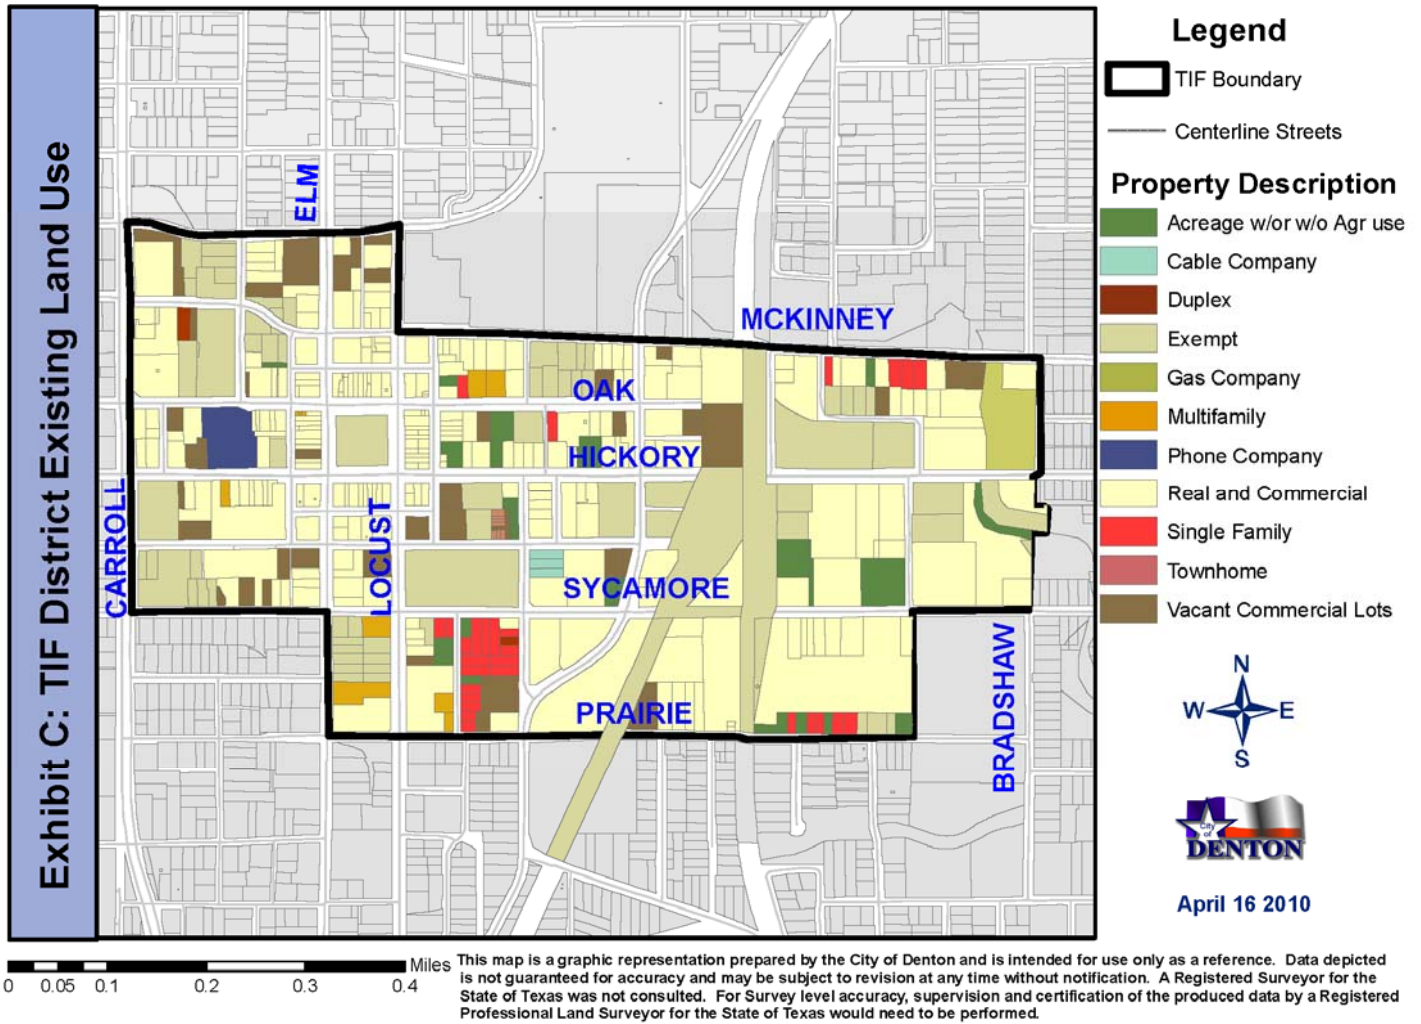 Exhibit C: TIF District Existing Land Use
ELM
MCKINNEY
OAK
HICKORY
CARROLL
LOCUST
SYCAMORE
PRAIRIE
BRADSHAW
Legend
TIF Boundary
Centerline Streets
Property Description
Acreage w/or w/o Agr use
Cable Company
Duplex
Exempt
Gas Company
Multifamily
Phone Company
Real and Commercial
Single Family
Townhome
Vacant Commercial Lots
N
W E
S
City
of
DENTON
April 16 2010
Miles
0 0.05 0.1 0.2 0.3 0.4
This map is a graphic representation prepared by the City of Denton and is intended for use only as a reference. Data depicted
is not guaranteed for accuracy and may be subject to revision at any time without notification. A Registered Surveyor for the
State of Texas was not consulted. For Survey level accuracy, supervision and certification of the produced data by a Registered
Professional Land Surveyor for the State of Texas would need to be performed.